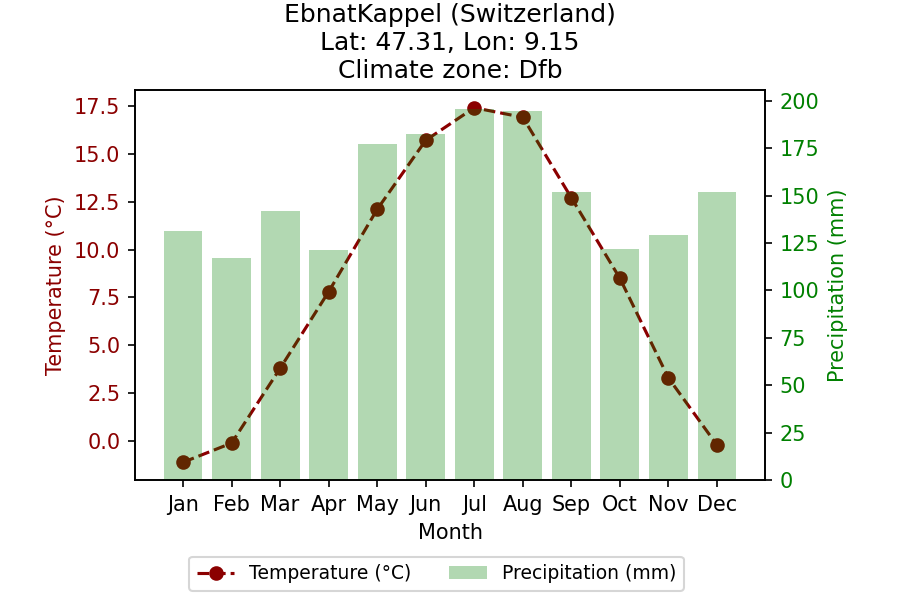 EbnatKappel (Switzerland)
Lat: 47.31, Lon: 9.15
Climate zone: Dfb
Temperature (°C)
17.5
15.0
12.5
10.0
7.5
5.0
2.5
0.0
200
175
150
125
100
75
50
25
0
Precipitation (mm)
Jan Feb Mar Apr May Jun Jul Aug Sep Oct Nov Dec
Month
Temperature (°C) Precipitation (mm)